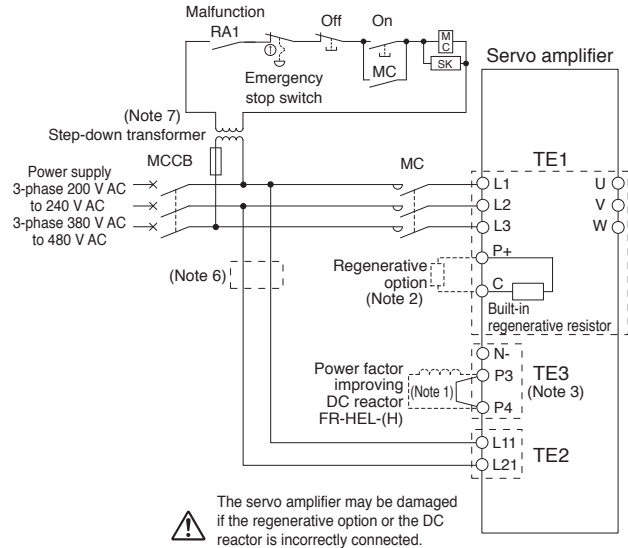 Malfunction
RA1
Off
On
MC
SK
MC
Emergency
stop switch
Servo amplifier
(Note 7)
Step-down transformer
MCCB
MC
TE1
Power supply
3-phase 200 V AC
to 240 V AC
3-phase 380 V AC
to 480 V AC
L1
L2
L3
U
V
W
P+
C
(Note 6)
Regenerative
option
(Note 2)
Built-in
regenerative resistor
N-
P3
P4
TE3
(Note 3)
Power factor
improving
DC reactor
FR-HEL-(H)
(Note 1)
L11
L21
TE2
The servo amplifier may be damaged
if the regenerative option or the DC
reactor is incorrectly connected.